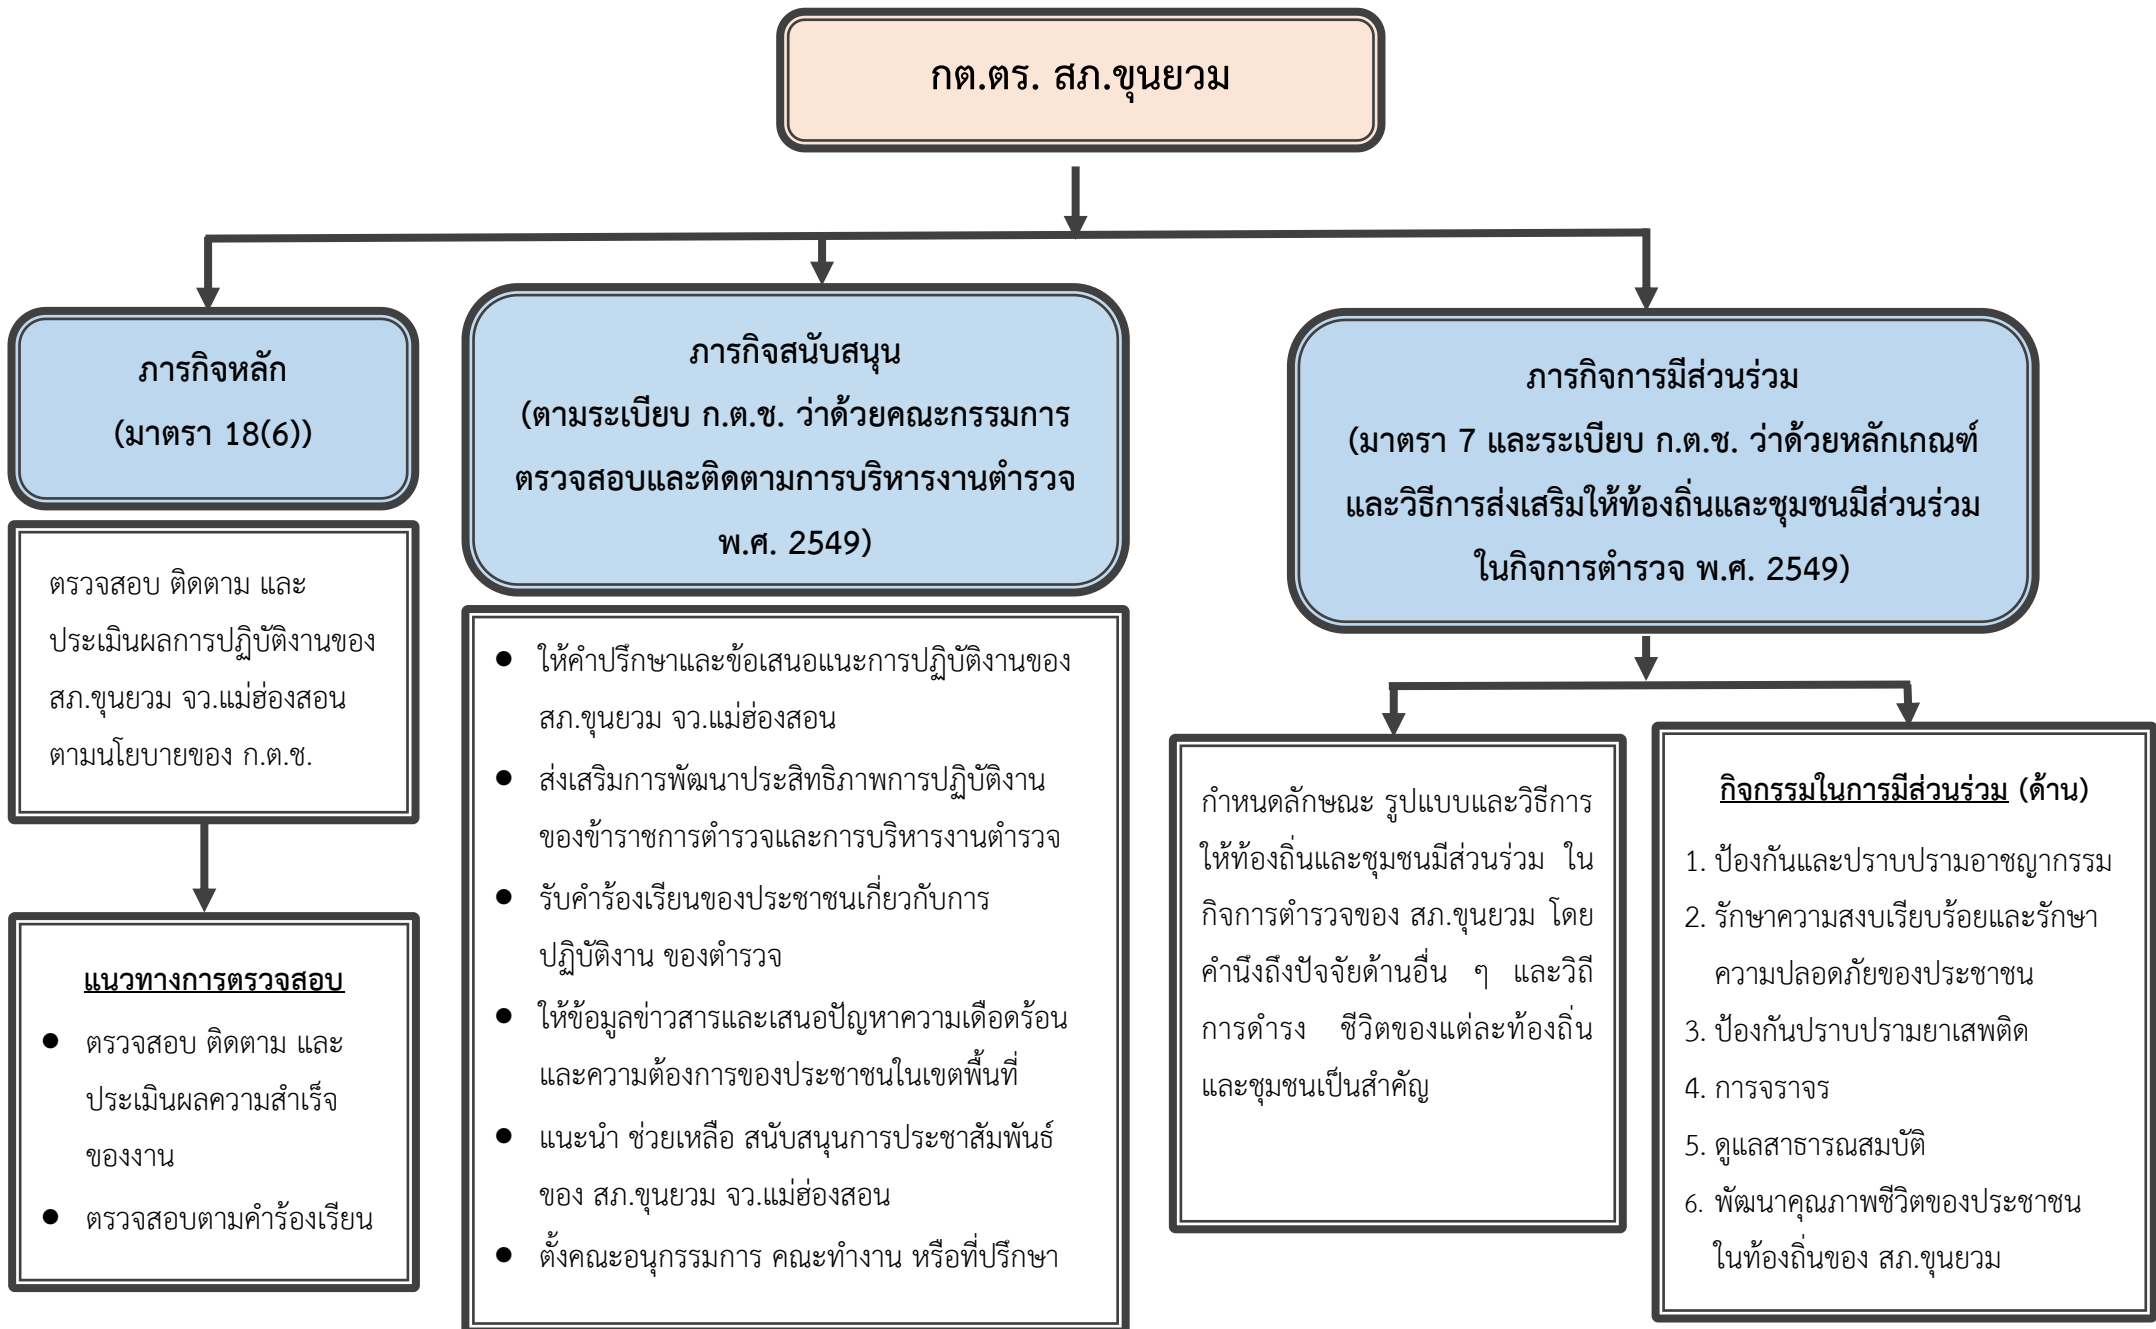 กต.ตร. สภ.ขุนยวม
ภารกิจหลัก
(มาตรา 18(6))
ตรวจสอบ ติดตาม และ
ประเมินผลการปฏิบัติงานของ
สภ.ขุนยวม จว.แม่ฮ่องสอน
ตามนโยบายของ ก.ต.ช.
แนวทางการตรวจสอบ
● ตรวจสอบ ติดตาม และ
ประเมินผลความสำเร็จ
ของงาน
● ตรวจสอบตามคำร้องเรียน
ภารกิจสนับสนุน
(ตามระเบียบ ก.ต.ช. ว่าด้วยคณะกรรมการ
ตรวจสอบและติดตามการบริหารงานตำรวจ
พ.ศ. 2549)
● ให้คำปรึกษาและข้อเสนอแนะการปฏิบัติงานของ
สภ.ขุนยวม จว.แม่ฮ่องสอน
● ส่งเสริมการพัฒนาประสิทธิภาพการปฏิบัติงาน
ของข้าราชการตำรวจและการบริหารงานตำรวจ
● รับคำร้องเรียนของประชาชนเกี่ยวกับการ
ปฏิบัติงาน ของตำรวจ
● ให้ข้อมูลข่าวสารและเสนอปัญหาความเดือดร้อน
และความต้องการของประชาชนในเขตพื้นที่
● แนะนำ ช่วยเหลือ สนับสนุนการประชาสัมพันธ์
ของ สภ.ขุนยวม จว.แม่ฮ่องสอน
● ตั้งคณะอนุกรรมการ คณะทำงาน หรือที่ปรึกษา
ภารกิจการมีส่วนร่วม
(มาตรา 7 และระเบียบ ก.ต.ช. ว่าด้วยหลักเกณฑ์
และวิธีการส่งเสริมให้ท้องถิ่นและชุมชนมีส่วนร่วม
ในกิจการตำรวจ พ.ศ. 2549)
กำหนดลักษณะ รูปแบบและวิธีการ
ให้ท้องถิ่นและชุมชนมีส่วนร่วม ใน
กิจการตำรวจของ สภ.ขุนยวม โดย
คำนึงถึงปัจจัยด้านอื่น ๆ และวิถี
การดำรง ชีวิตของแต่ละท้องถิ่น
และชุมชนเป็นสำคัญ
กิจกรรมในการมีส่วนร่วม (ด้าน)
1. ป้องกันและปราบปรามอาชญากรรม
2. รักษาความสงบเรียบร้อยและรักษา
ความปลอดภัยของประชาชน
3. ป้องกันปราบปรามยาเสพติด
4. การจราจร
5. ดูแลสาธารณสมบัติ
6. พัฒนาคุณภาพชีวิตของประชาชน
ในท้องถิ่นของ สภ.ขุนยวม